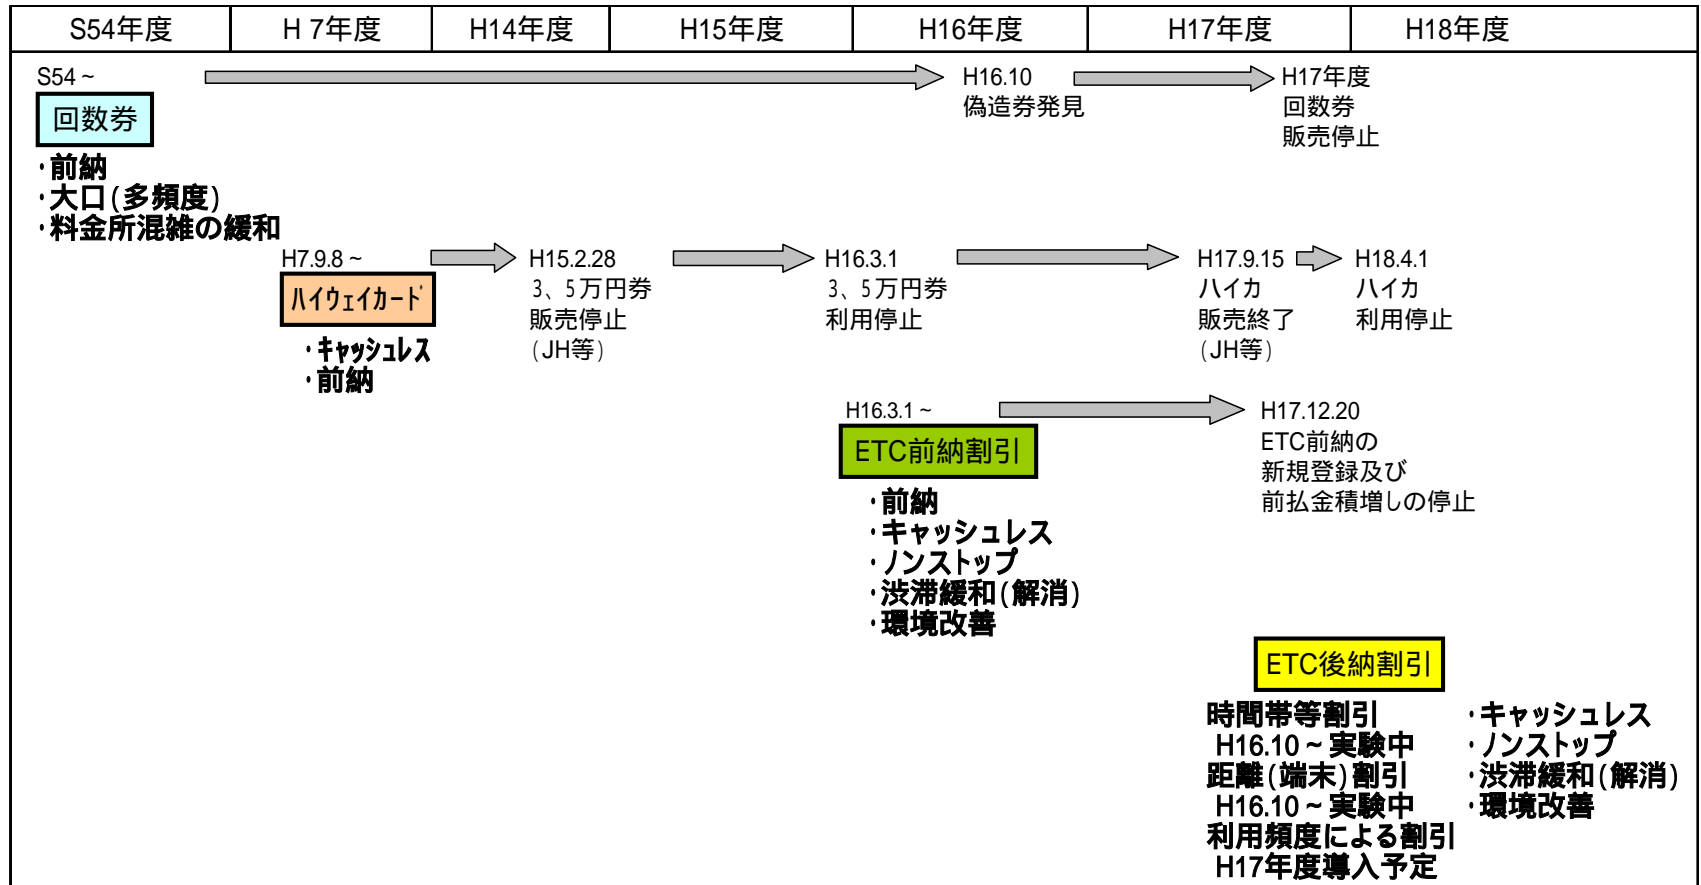 S54年度
H 7年度
H14年度
H15年度
H16年度
H17年度
H18年度
S54~
回数券
・前納
・大口(多頻度)
・料金所混雑の緩和
H16.10
偽造券発見
H17年度
回数券
販売停止
H7.9.8~
ﾊｲｳｪｲｶｰﾄﾞ
・ｷｬｯｼｭﾚｽ
・前納
H15.2.28
3、5万円券
販売停止
(JH等)
H16.3.1
3、5万円券
利用停止
H17.9.15
ハイカ
販売終了
(JH等)
H18.4.1
ハイカ
利用停止
H16.3.1~
ETC前納割引
・前納
・キャッシュレス
・ノンストップ
・渋滞緩和(解消)
・環境改善
H17.12.20
ETC前納の
新規登録及び
前払金積増しの停止
ETC後納割引
時間帯等割引
H16.10~実験中
距離(端末)割引
H16.10~実験中
利用頻度による割引
H17年度導入予定
・キャッシュレス
・ノンストップ
・渋滞緩和(解消)
・環境改善